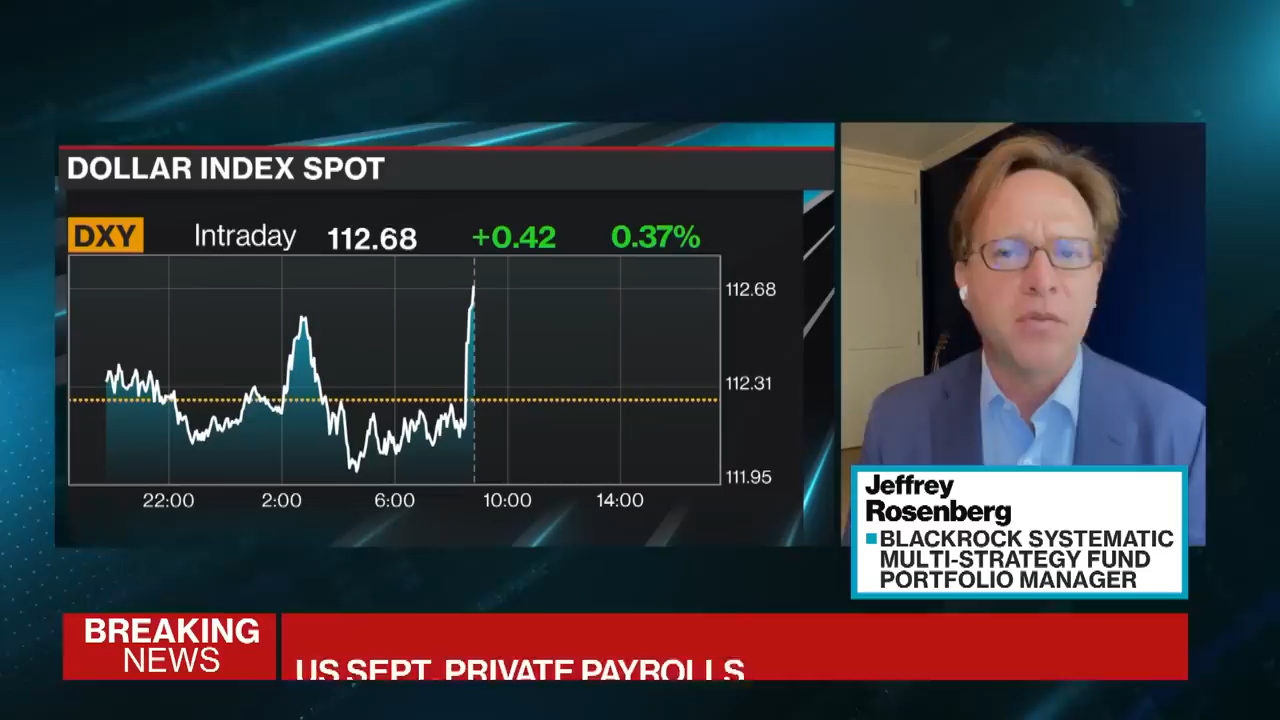 DOLLAR INDEX SPOT
DXY Intraday 112.68 +0.42 0.37%
112.68
112.31
111.95
22:00 2:00 6:00 10:00 14:00
Jeffrey
Rosenberg
BLACKROCK SYSTEMATIC
MULTI-STRATEGY FUND
PORTFOLIO MANAGER
BREAKING
NEWS
US SEPT. PRIVATE PAYROLLS